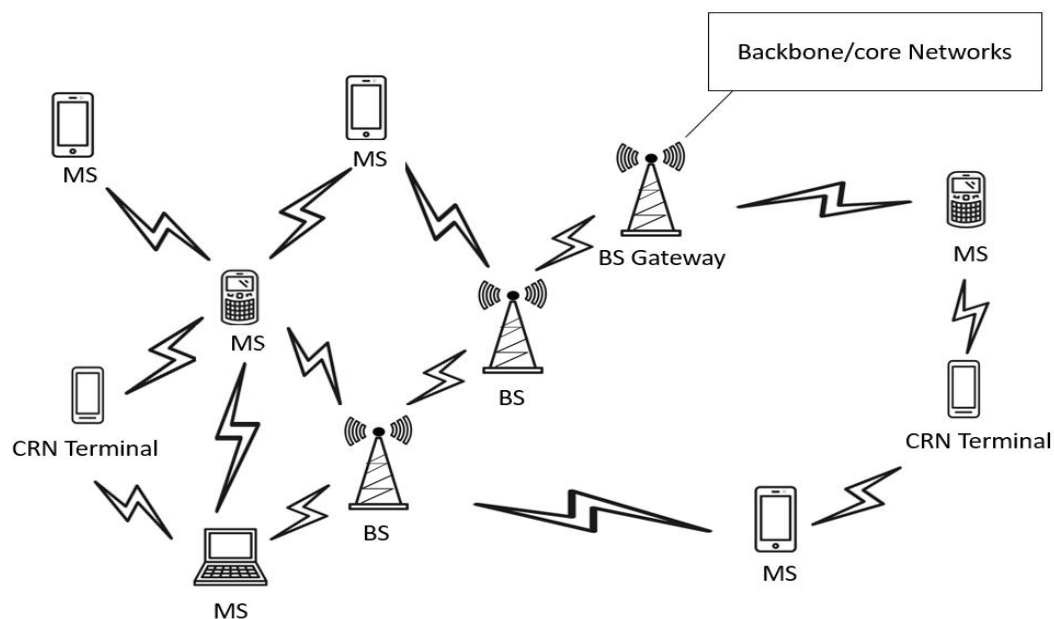 Backbone/core Networks
MS
MS
BS Gateway
MS
MS
BS
CRN Terminal
CRN Terminal
BS
MS
MS